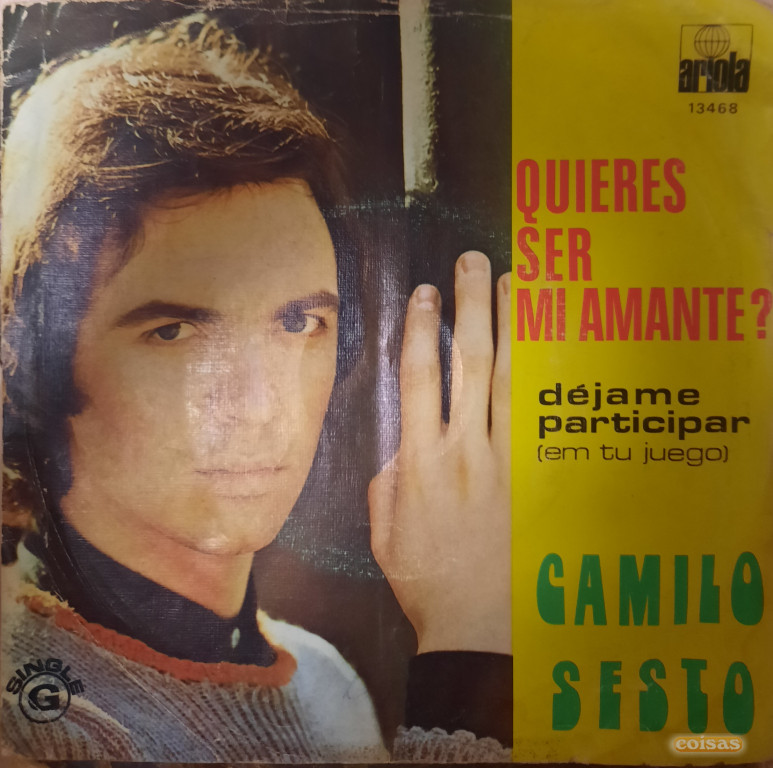 ariola
13468
QUIERES
SER
MI AMANTE?
déjame
participar
(em tu juego)
CAMILO
SESTO
SINGLE
G
coisas